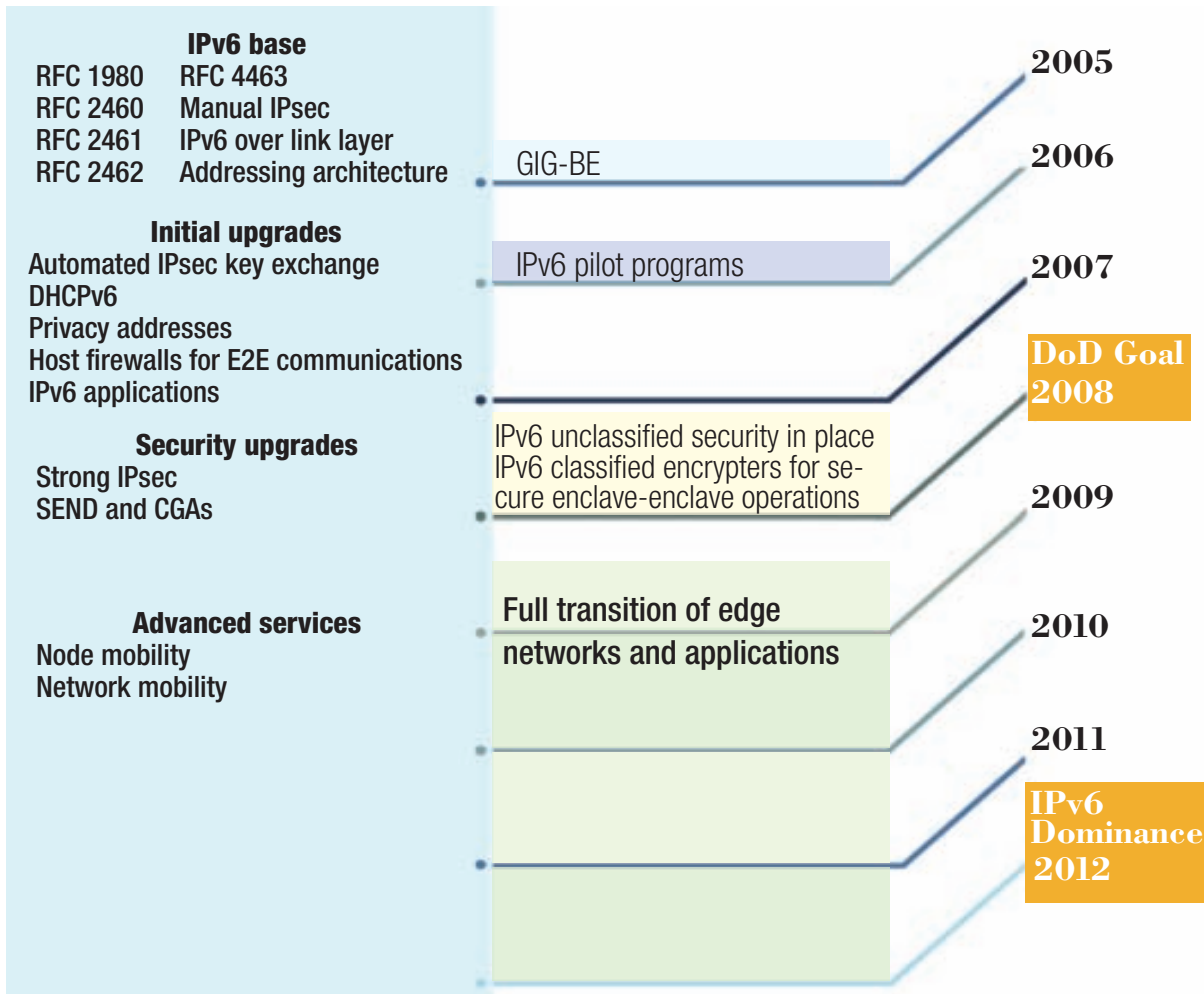 IPv6 base
RFC 1980 RFC 4463
RFC 2460 Manual IPsec
RFC 2461 IPv6 over link layer
RFC 2462 Addressing architecture
Initial upgrades
Automated IPsec key exchange
DHCPv6
Privacy addresses
Host firewalls for E2E communications
IPv6 applications
Security upgrades
Strong IPsec
SEND and CGAs
Advanced services
Node mobility
Network mobility
GIG-BE
IPv6 pilot programs
IPv6 unclassified security in place
IPv6 classified encrypters for se-
cure enclave-enclave operations
Full transition of edge
networks and applications
2005
2006
2007
DoD Goal
2008
2009
2010
2011
IPv6
Dominance
2012